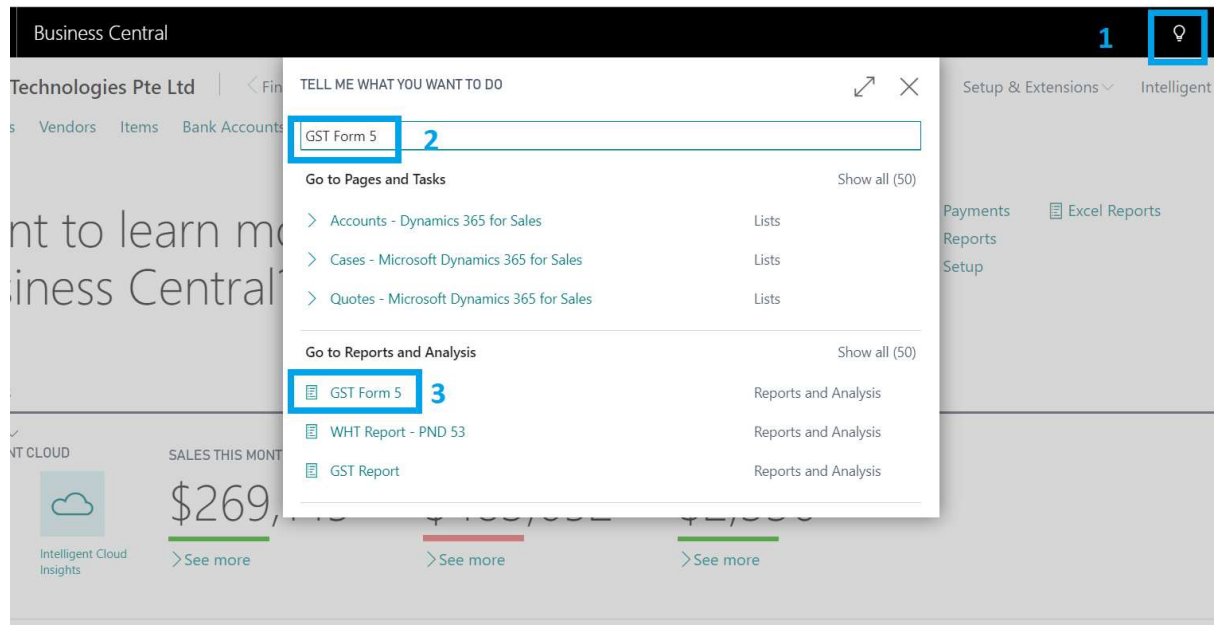 Business Central
1
Technologies Pte Ltd
Fin
TELL ME WHAT YOU WANT TO DO
Setup & Extensions
Intelligent
s Vendors Items Bank Accounts
GST Form 5
2
Go to Pages and Tasks
Show all (50)
Accounts - Dynamics 365 for Sales
Lists
Payments
Excel Reports
Cases - Microsoft Dynamics 365 for Sales
Lists
Reports
Quotes - Microsoft Dynamics 365 for Sales
Lists
Setup
nt to learn mo
siness Central?
Go to Reports and Analysis
Show all (50)
GST Form 5
3
Reports and Analysis
WHT Report - PND 53
Reports and Analysis
GST Report
Reports and Analysis
NT CLOUD
SALES THIS MONT
$269,
Intelligent Cloud
Insights
See more
See more
See more